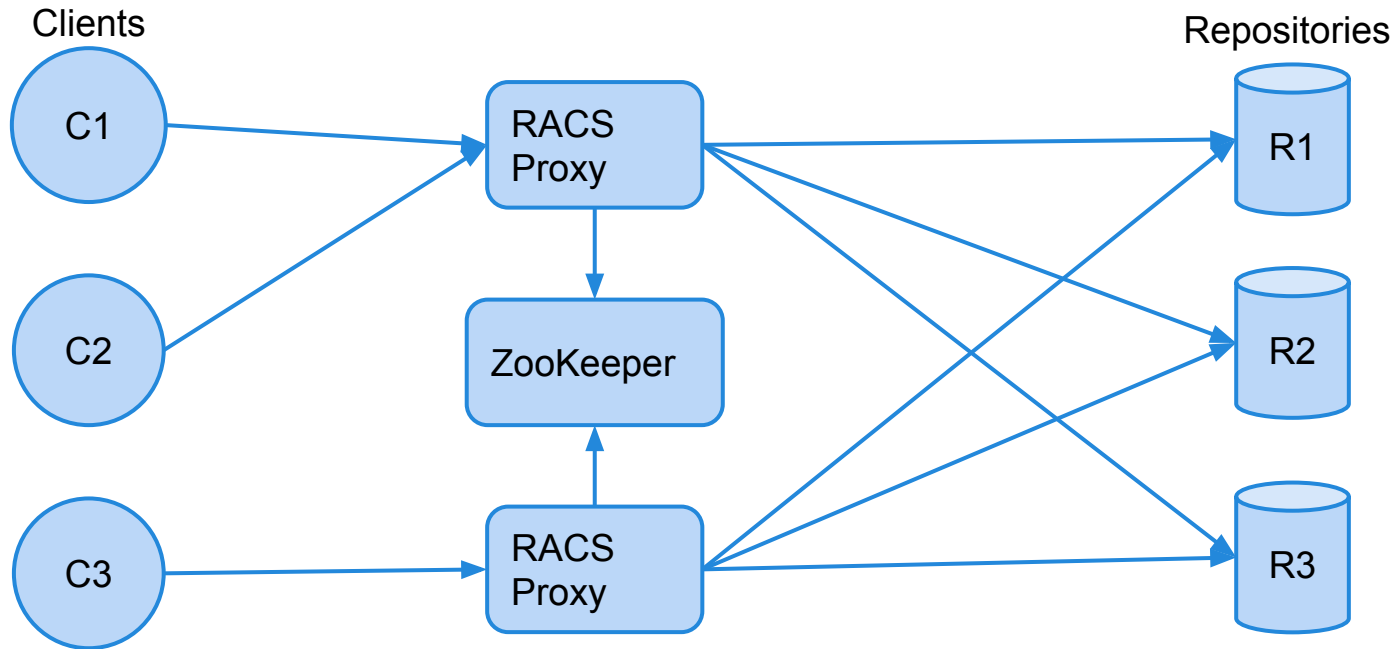 Clients
Repositories
C1
RACS
Proxy
R1
C2
ZooKeeper
R2
C3
RACS
Proxy
R3